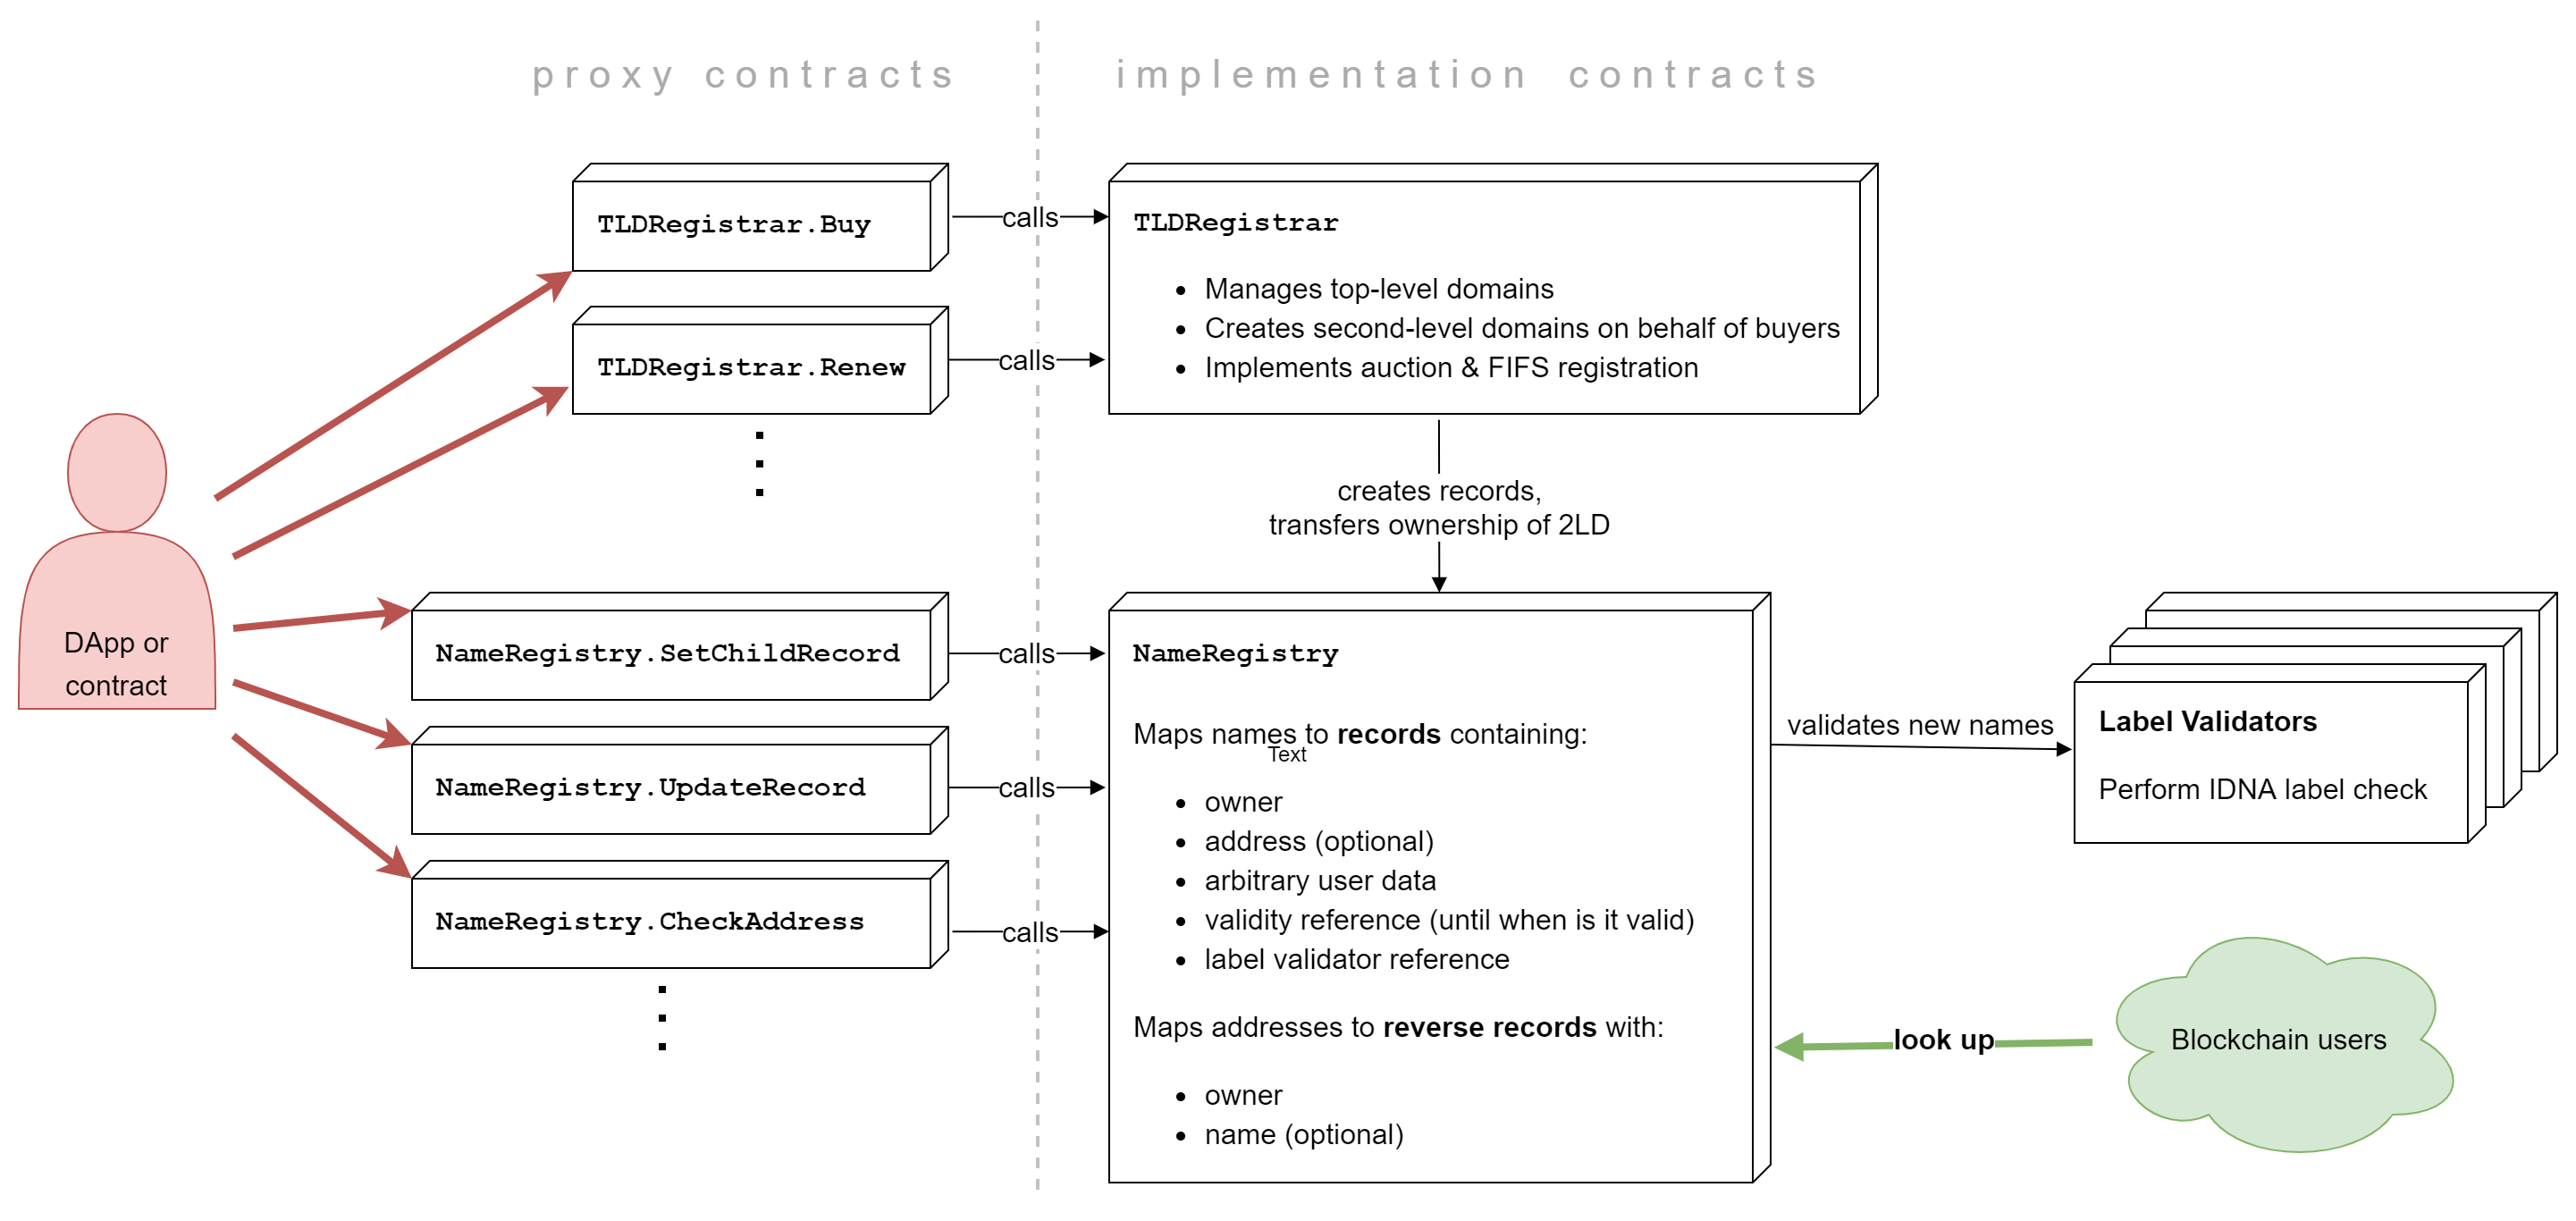 proxy contracts
implementation contracts
TLDRegistrar.Buy
calls
TLDRegistrar
• Manages top-level domains
• Creates second-level domains on behalf of buyers
• Implements auction & FIFS registration
TLDRegistrar.Renew
calls
creates records,
transfers ownership of 2LD
DApp or
contract
NameRegistry.SetChildRecord
calls
NameRegistry.UpdateRecord
calls
NameRegistry.CheckAddress
calls
NameRegistry
Maps names to records containing:
Text
• owner
• address (optional)
• arbitrary user data
• validity reference (until when is it valid)
• label validator reference
Maps addresses to reverse records with:
• owner
• name (optional)
validates new names
Label Validators
Perform IDNA label check
look up
Blockchain users